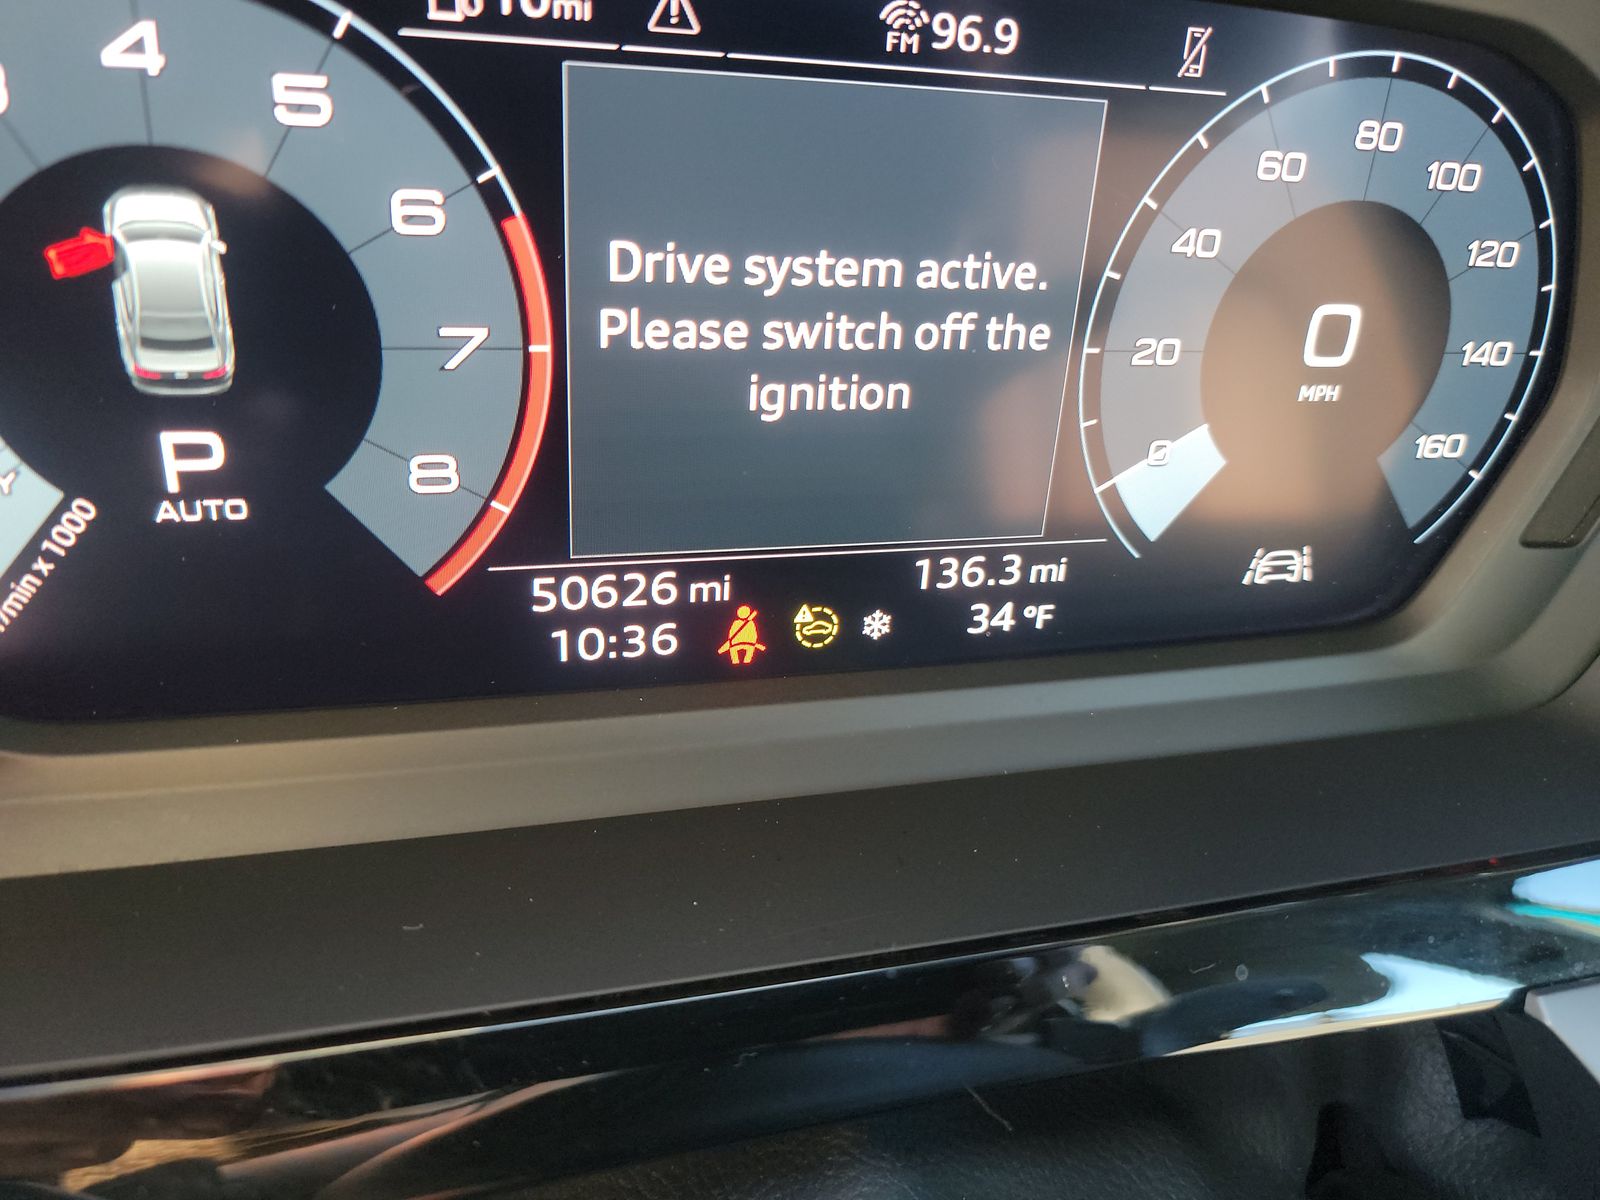 4
5
6
7
8
P
AUTO
/min x 1000
mi
FM 96.9
Drive system active.
Please switch off the
ignition
50626 mi
10:36
136.3 mi
34 °F
0
20
40
60
80
100
120
140
160
0
MPH